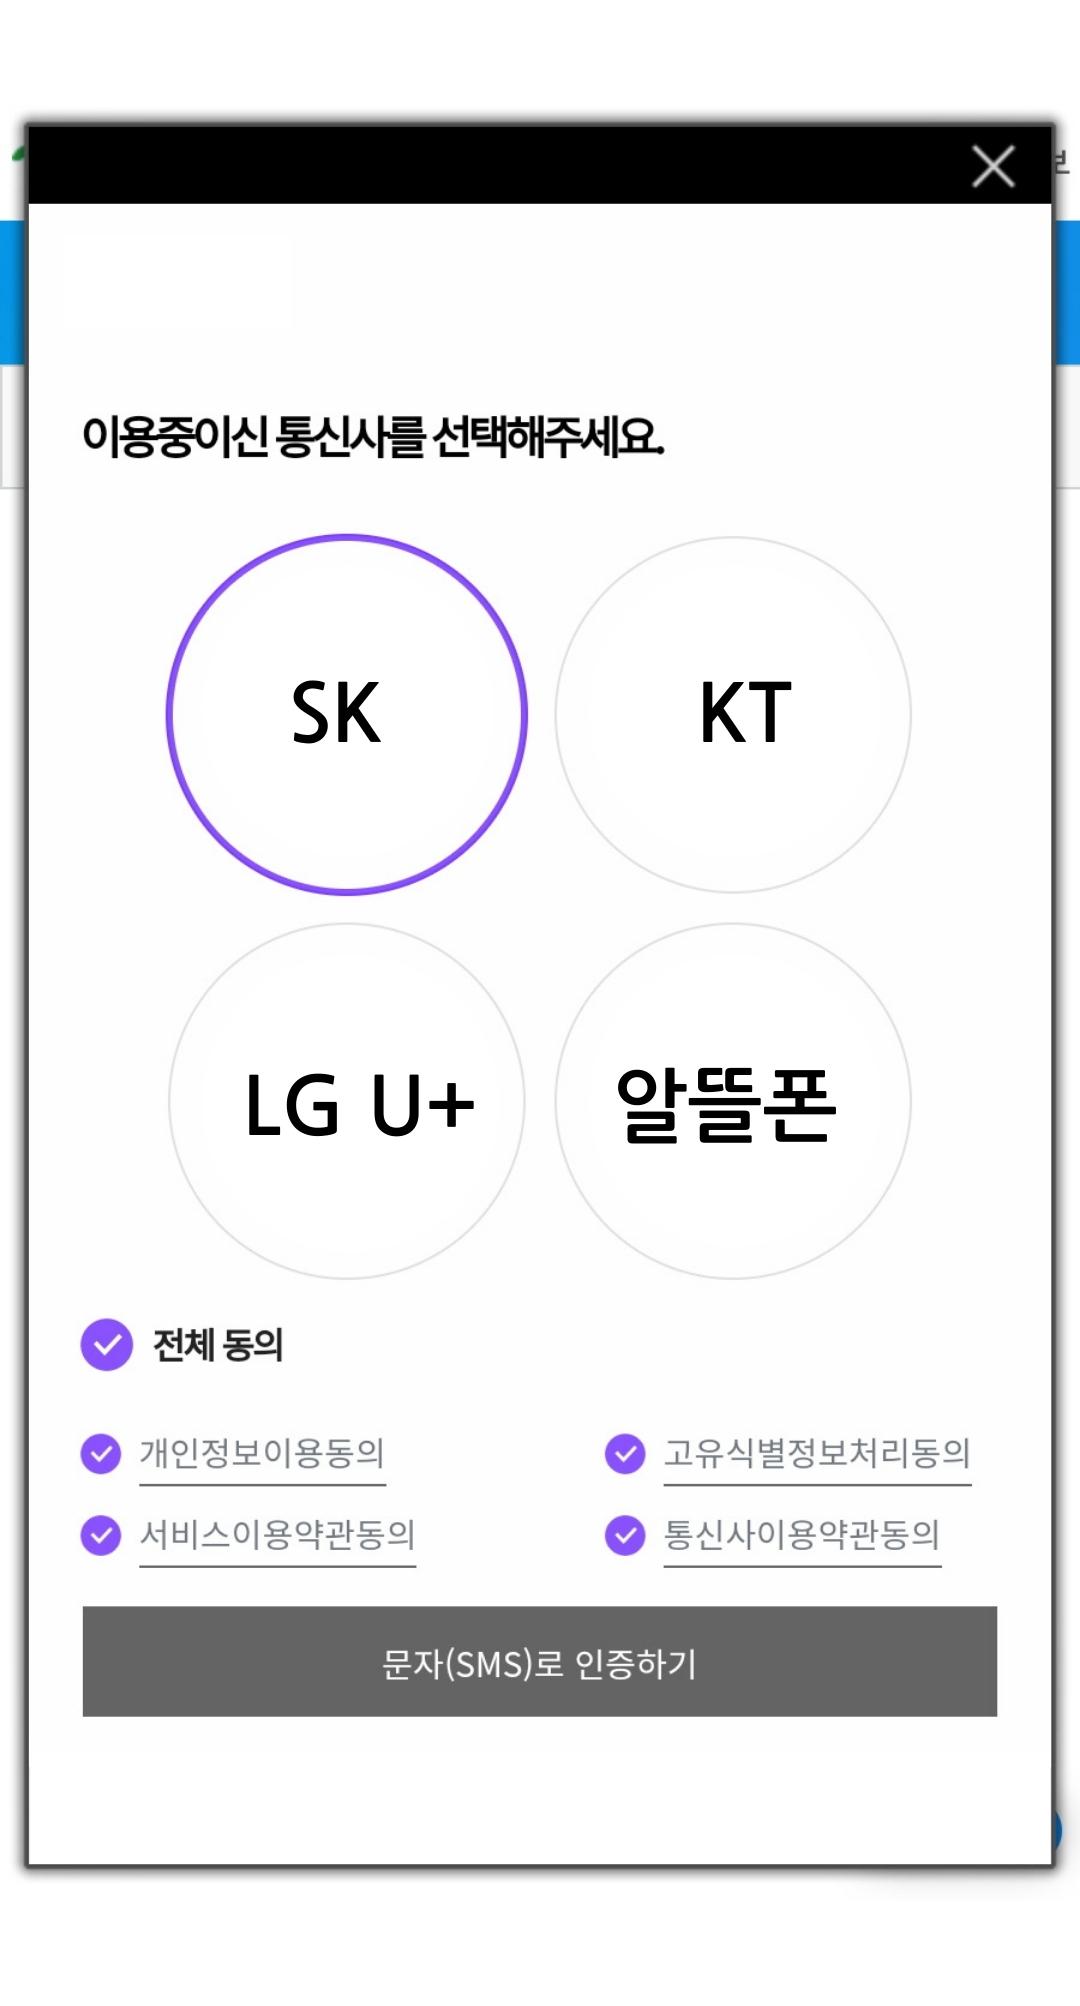 이용중이신 통신사를 선택해주세요.
SK
KT
LG U+
알뜰폰
전체 동의
개인정보이용동의
고유식별정보처리동의
서비스이용약관동의
통신사이용약관동의
문자(SMS)로 인증하기